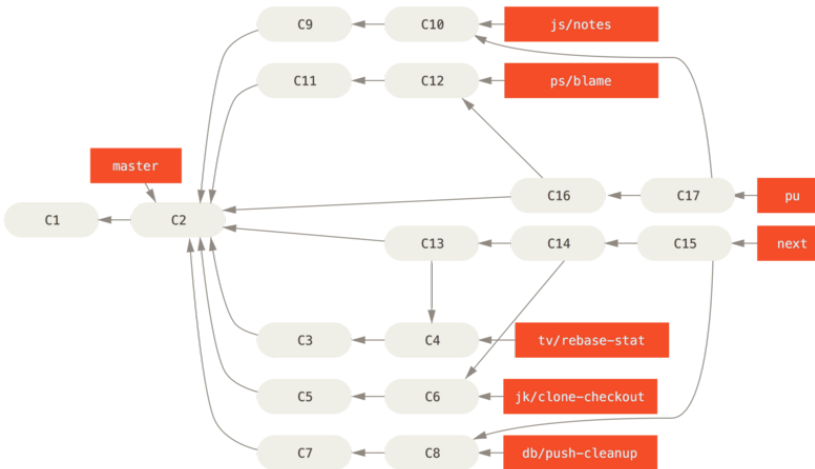 C9
C10
js/notes
C11
C12
ps/blame
master
C16
C17
pu
C1
C2
C13
C14
C15
next
C3
C4
tv/rebase-stat
C5
C6
jk/clone-checkout
C7
C8
db/push-cleanup